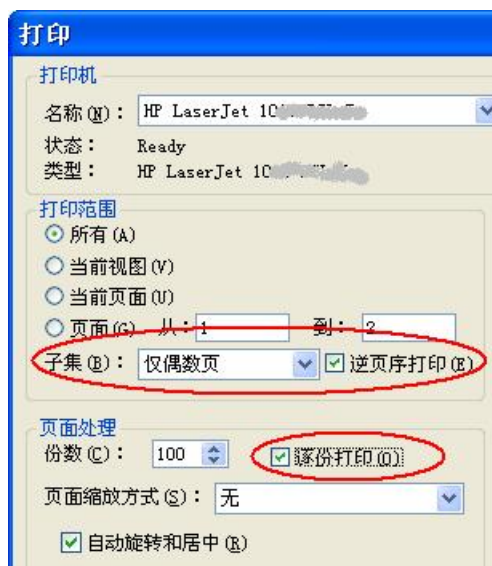 打印
打印机
名称(N)： HP LaserJet 10
状态： Ready
类型： HP LaserJet 10
打印范围
所有(A)
当前视图(V)
当前页面(U)
页面(G) 从：1 到：2
子集(B)： 仅偶数页 逆页序打印(E)
页面处理
份数(C)： 100 逐份打印(O)
页面缩放方式(S)： 无
自动旋转和居中(R)